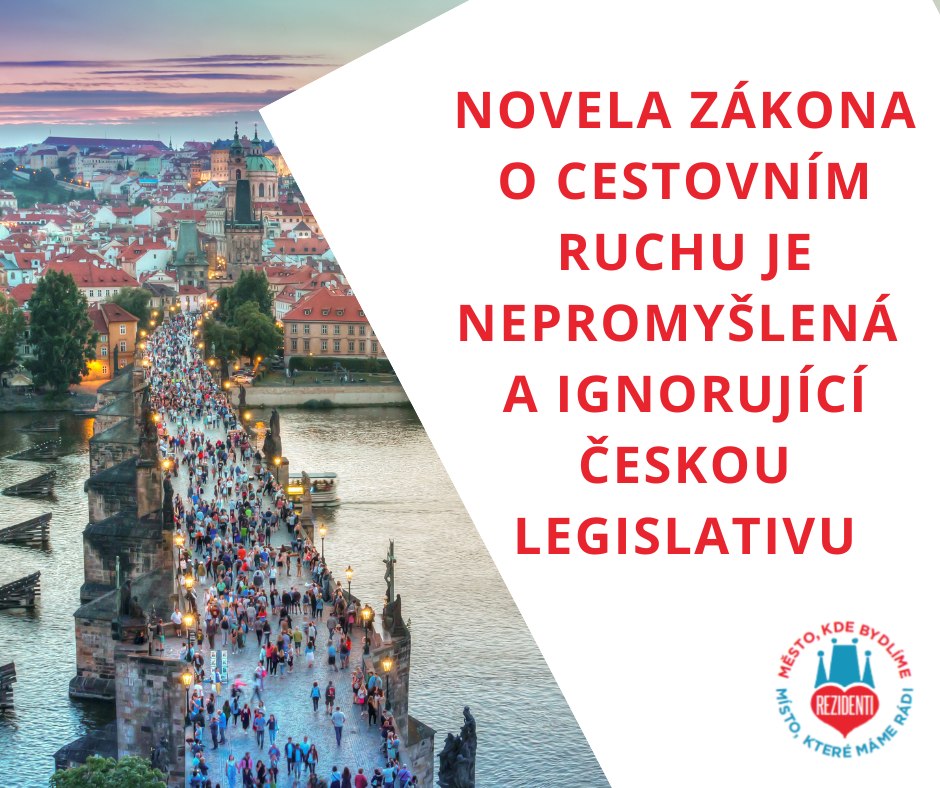 NOVELA ZÁKONA
O CESTOVNÍM
RUCHU JE
NEPROMYŠLENÁ
A IGNORUJÍCÍ
ČESKOU
LEGISLATIVU
MĚSTO, KDE BYDLÍME
REZIDENTI
MÍSTO, KTERÉ MÁME RÁDI